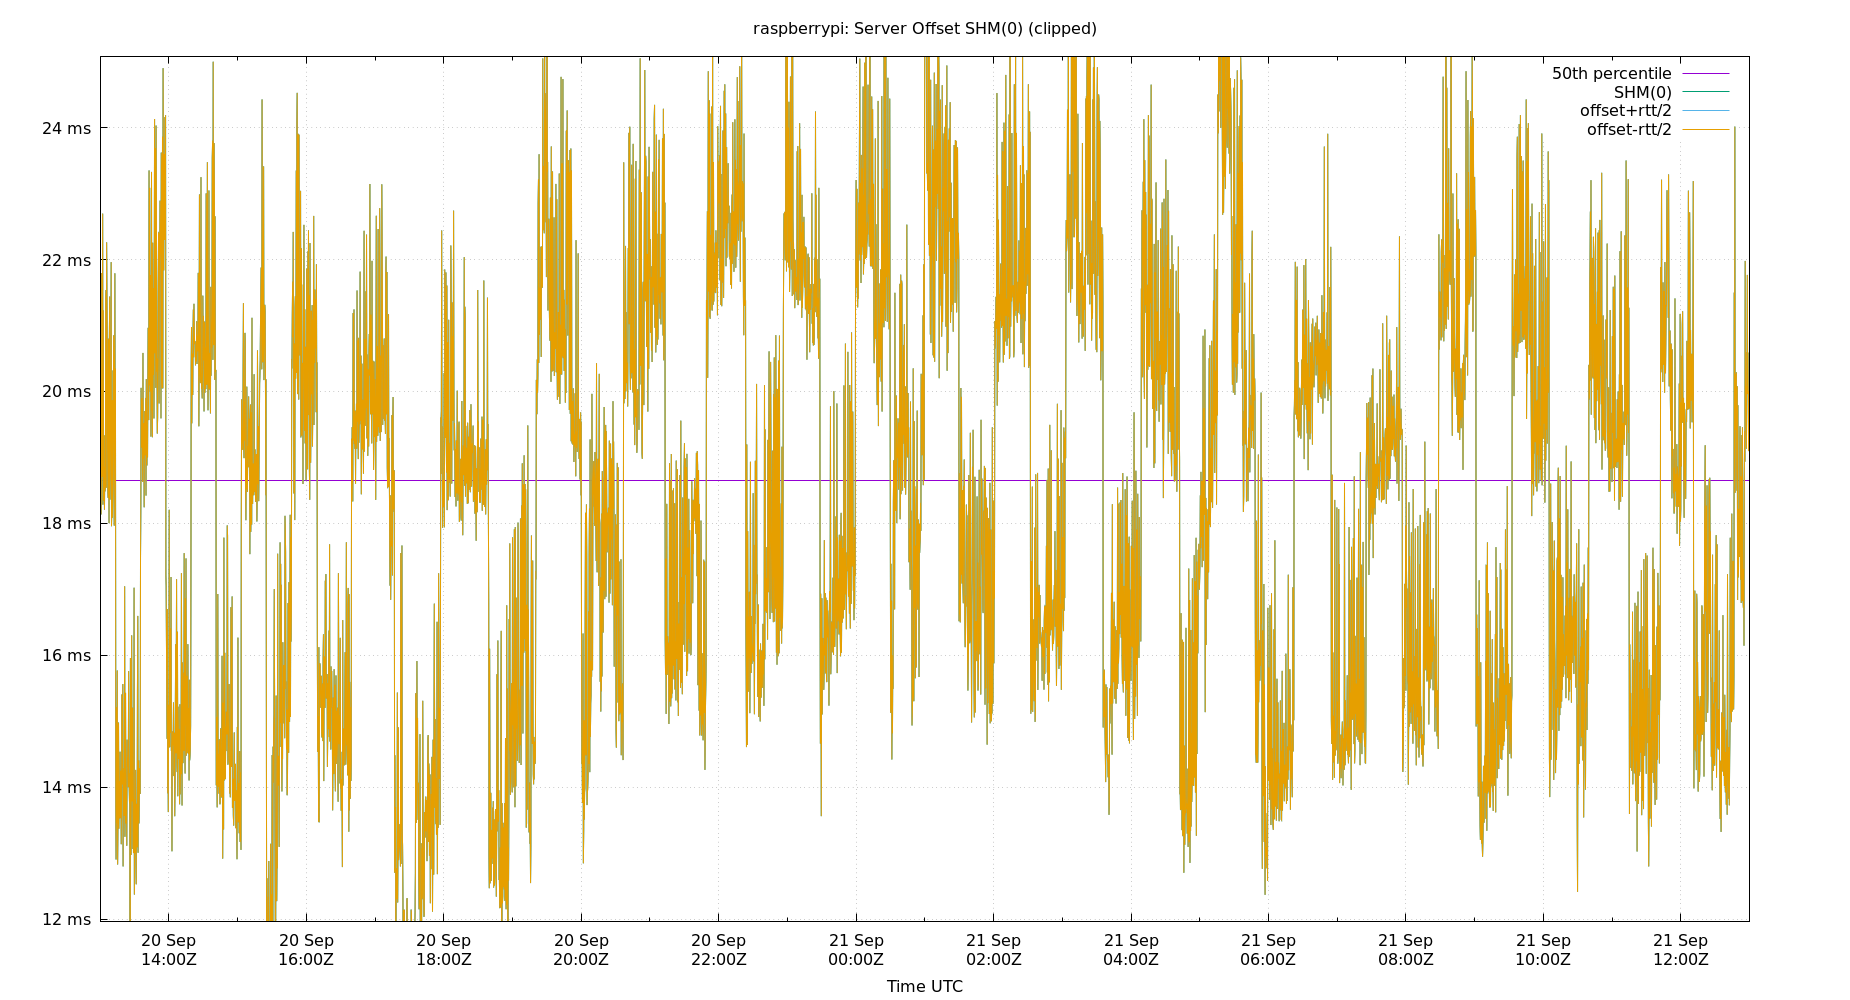 raspberrypi: Server Offset SHM(0) (clipped)
50th percentile
SHM(0)
offset+rtt/2
offset-rtt/2
24 ms
22 ms
20 ms
18 ms
16 ms
14 ms
12 ms
20 Sep 20 Sep 20 Sep 20 Sep 20 Sep 21 Sep 21 Sep 21 Sep 21 Sep 21 Sep 21 Sep 21 Sep
14:00Z 16:00Z 18:00Z 20:00Z 22:00Z 00:00Z 02:00Z 04:00Z 06:00Z 08:00Z 10:00Z 12:00Z
Time UTC